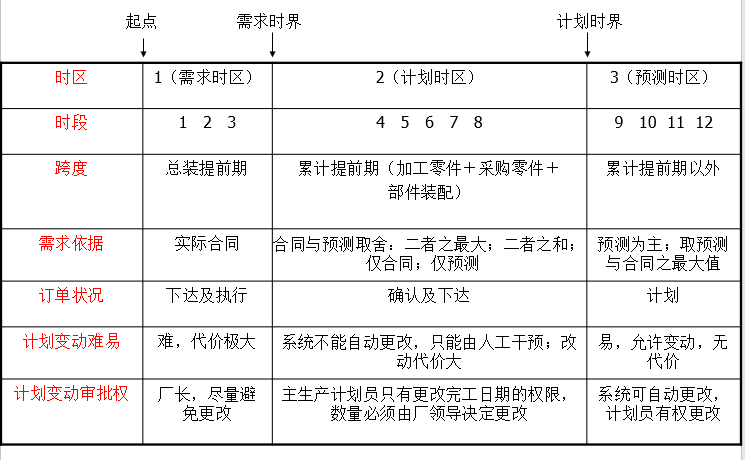 起点 需求时界 计划时界
时区 1（需求时区） 2（计划时区） 3（预测时区）
时段 1 2 3 4 5 6 7 8 9 10 11 12
跨度 总装提前期 累计提前期（加工零件＋采购零件＋ 累计提前期以外
部件装配）
需求依据 实际合同 合同与预测取舍：二者之最大；二者之和； 预测为主；取预测
仅合同；仅预测 与合同之最大值
订单状况 下达及执行 确认及下达 计划
计划变动难易 难，代价极大 系统不能自动更改，只能由人工干预；改 易，允许变动，无
动代价大 代价
计划变动审批权 厂长，尽量避 主生产计划员只有更改完工日期的权限， 系统可自动更改，
免更改 数量必须由厂领导决定更改 计划员有权更改